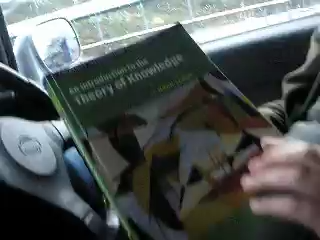 An Introduction to the
Theory of Knowledge